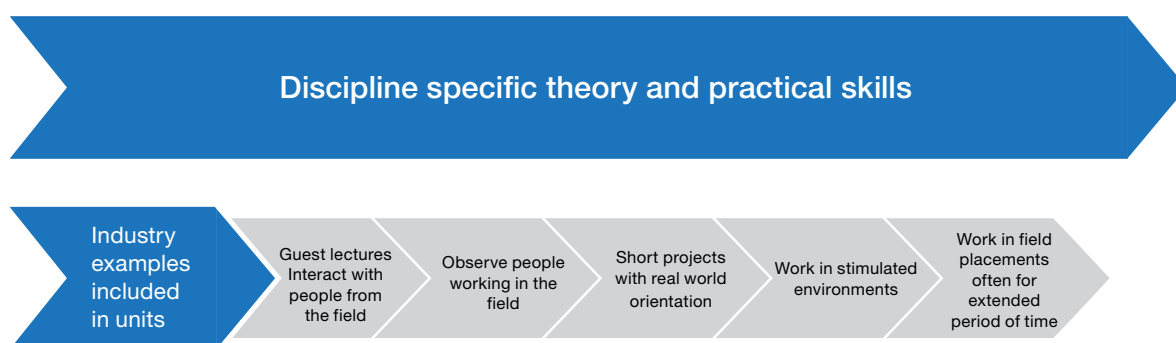 Discipline specific theory and practical skills
Industry
examples
included
in units
Guest lectures
Interact with
people from
the field
Observe people
working in the
field
Short projects
with real world
orientation
Work in stimulated
environments
Work in field
placements
often for
extended
period of time